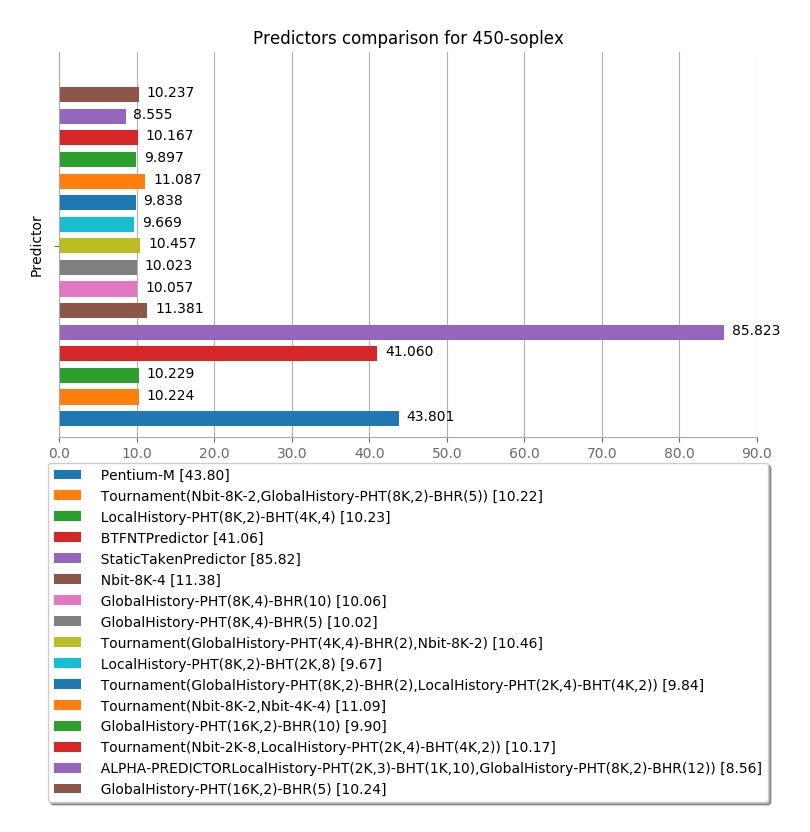 Predictors comparison for 450-soplex
10.237
8.555
10.167
9.897
11.087
9.838
9.669
10.457
10.023
10.057
11.381
85.823
41.060
10.229
10.224
43.801
Predictor
0.0 10.0 20.0 30.0 40.0 50.0 60.0 70.0 80.0 90.0
Pentium-M [43.80]
Tournament(Nbit-8K-2,GlobalHistory-PHT(8K,2)-BHR(5)) [10.22]
LocalHistory-PHT(8K,2)-BHT(4K,4) [10.23]
BTFNTPredictor [41.06]
StaticTakenPredictor [85.82]
Nbit-8K-4 [11.38]
GlobalHistory-PHT(8K,4)-BHR(10) [10.06]
GlobalHistory-PHT(8K,4)-BHR(5) [10.02]
Tournament(GlobalHistory-PHT(4K,4)-BHR(2),Nbit-8K-2) [10.46]
LocalHistory-PHT(8K,2)-BHT(2K,8) [9.67]
Tournament(GlobalHistory-PHT(8K,2)-BHR(2),LocalHistory-PHT(2K,4)-BHT(4K,2)) [9.84]
Tournament(Nbit-8K-2,Nbit-4K-4) [11.09]
GlobalHistory-PHT(16K,2)-BHR(10) [9.90]
Tournament(Nbit-2K-8,LocalHistory-PHT(2K,4)-BHT(4K,2)) [10.17]
ALPHA-PREDICTORLocalHistory-PHT(2K,3)-BHT(1K,10),GlobalHistory-PHT(8K,2)-BHR(12)) [8.56]
GlobalHistory-PHT(16K,2)-BHR(5) [10.24]